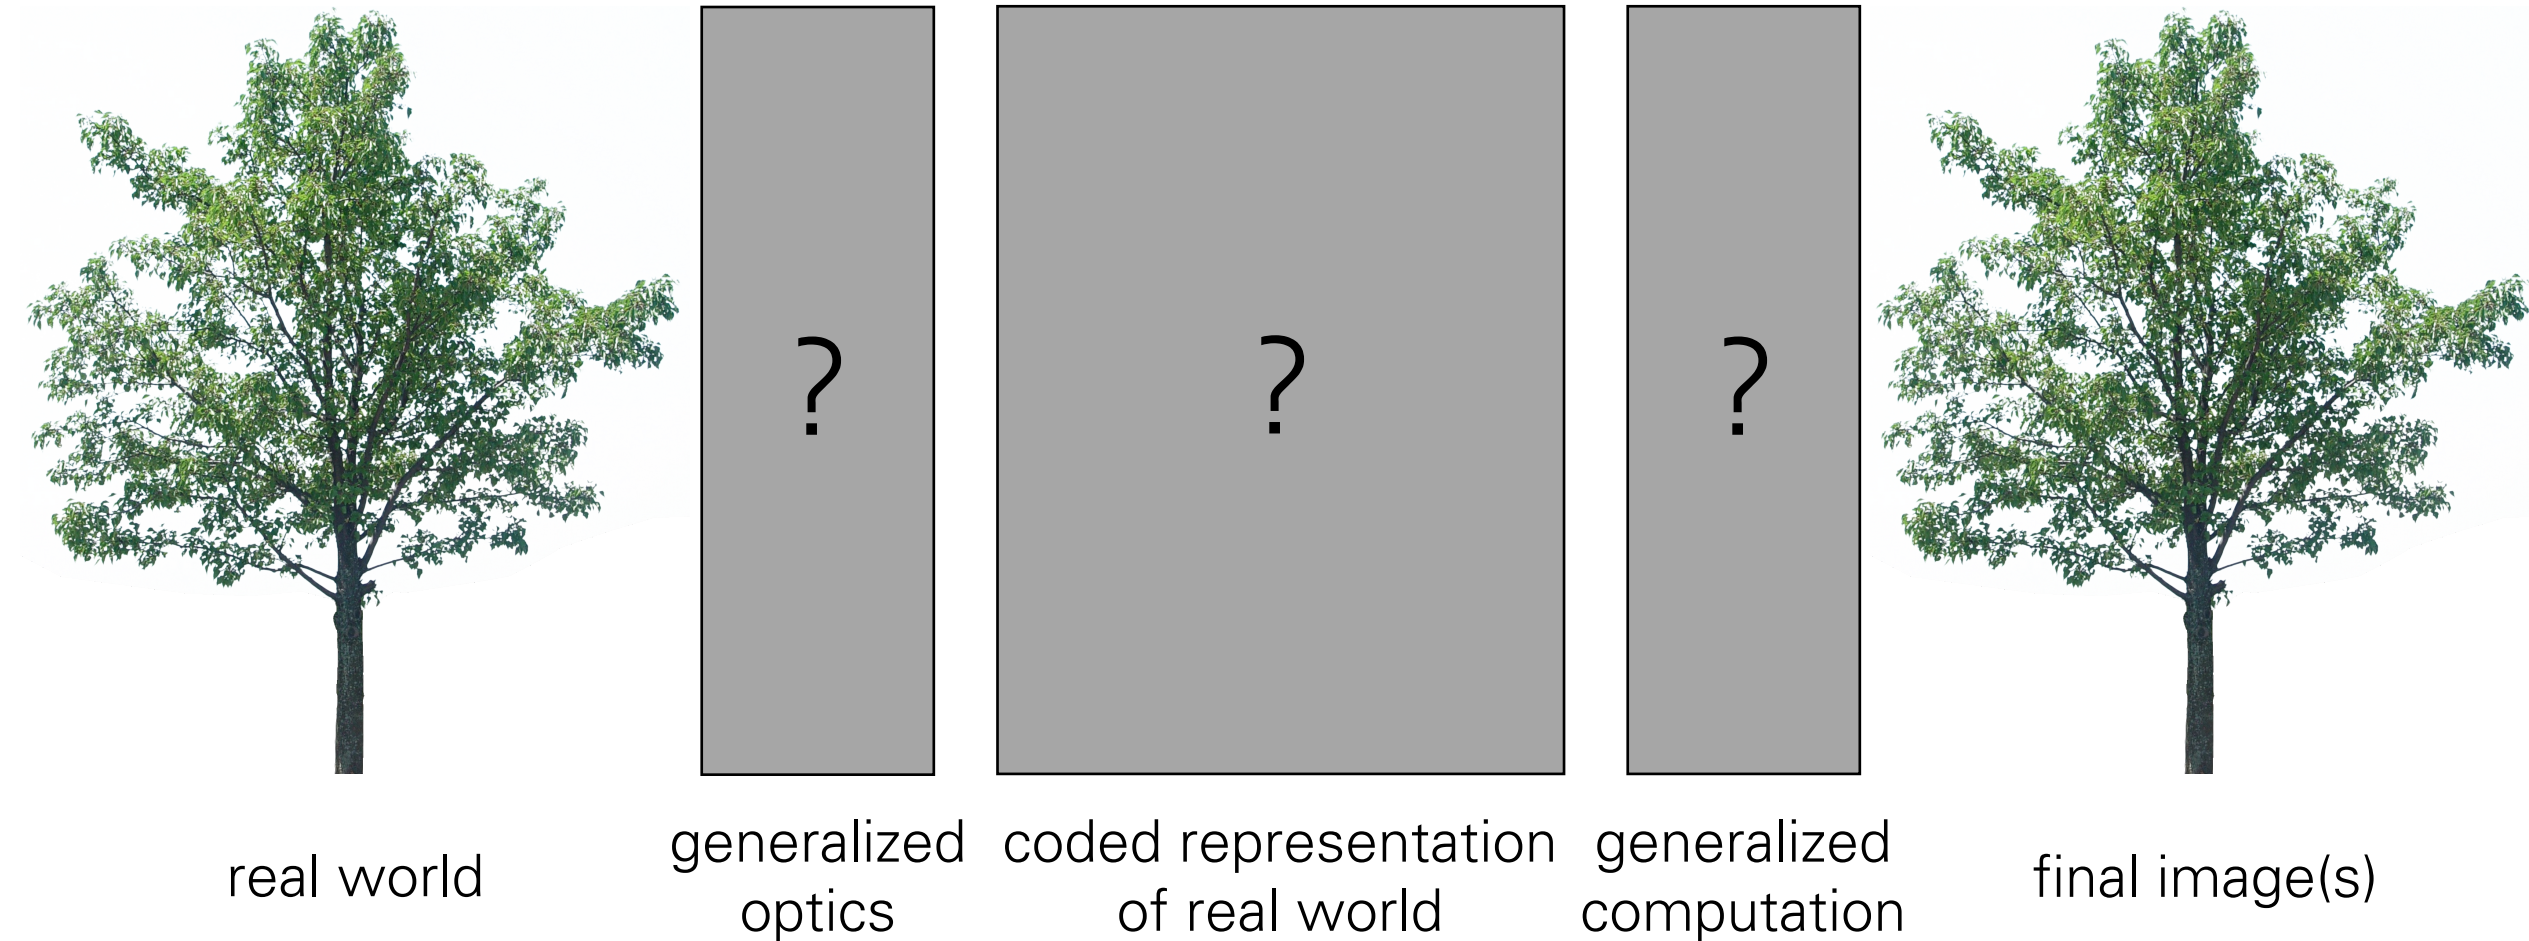 ?
?
?
real world
generalized
optics
coded representation
of real world
generalized
computation
final image(s)